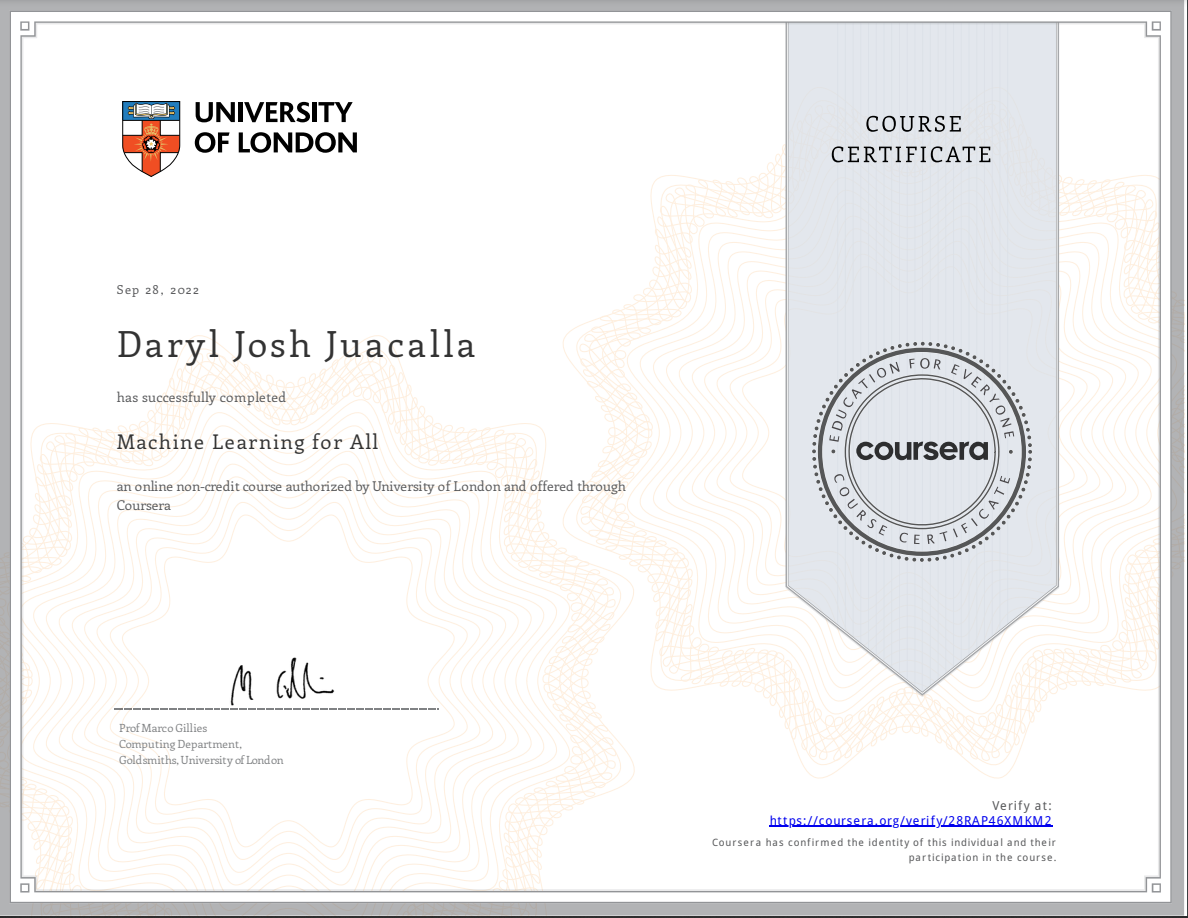 UNIVERSITY
OF LONDON
COURSE
CERTIFICATE
Sep 28, 2022
Daryl Josh Juacalla
has successfully completed
Machine Learning for All
an online non-credit course authorized by University of London and offered through
Coursera
EDUCATION FOR EVERYONE
coursera
COURSE CERTIFICATE
M Gillies
Prof Marco Gillies
Computing Department,
Goldsmiths, University of London
Verify at:
https://coursera.org/verify/28RAP46XMKM2
Coursera has confirmed the identity of this individual and their
participation in the course.